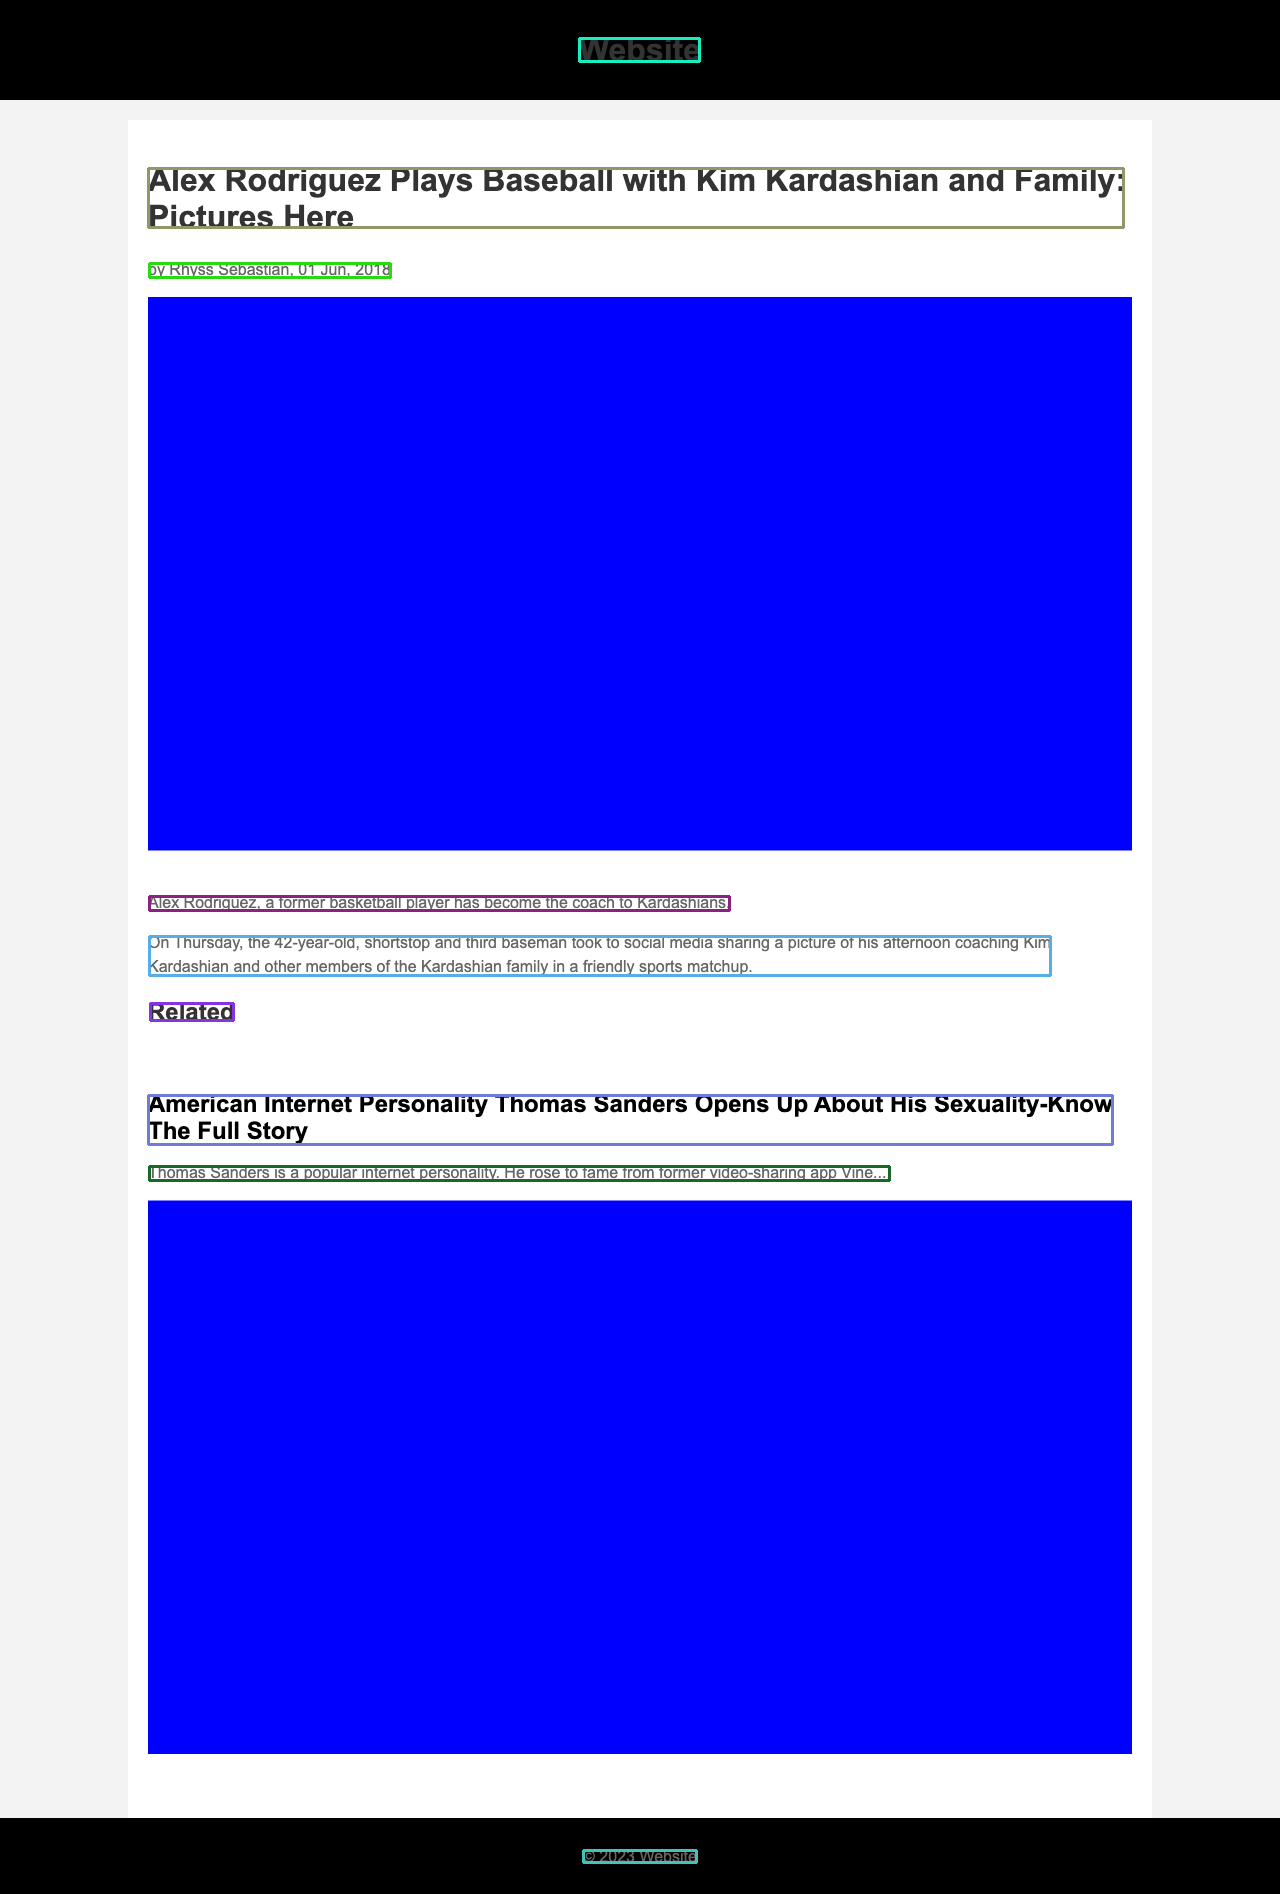 Website
Alex Rodriguez Plays Baseball with Kim Kardashian and Family:
Pictures Here
by Rhyss Sebastian, 01 Jun, 2018
Alex Rodriguez, a former basketball player has become the coach to Kardashians.
On Thursday, the 42-year-old, shortstop and third baseman took to social media sharing a picture of his afternoon coaching Kim
Kardashian and other members of the Kardashian family in a friendly sports matchup.
Related
American Internet Personality Thomas Sanders Opens Up About His Sexuality-Know
The Full Story
Thomas Sanders is a popular internet personality. He rose to fame from former video-sharing app Vine...
© 2023 Website